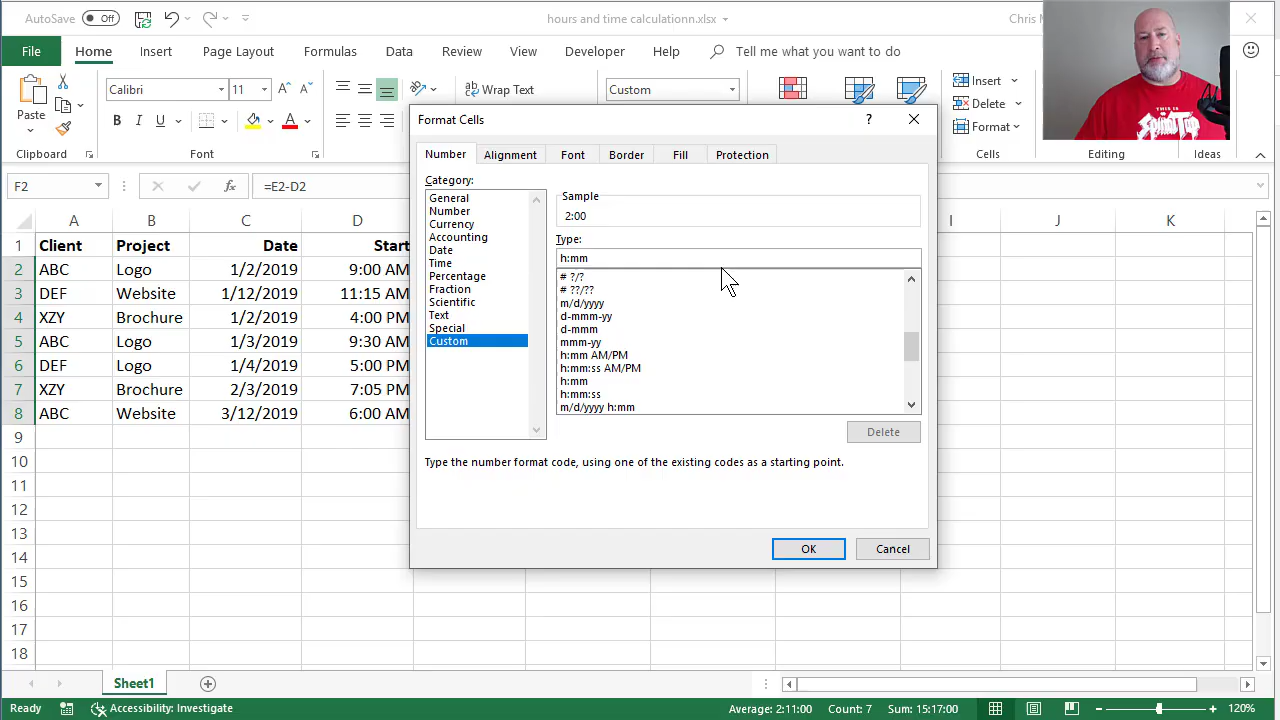 AutoSave Off hours and time calculationn.xlsx Chris M
File Home Insert Page Layout Formulas Data Review View Developer Help Tell me what you want to do
Paste Calibri 11 Wrap Text Custom Insert
Delete
B I U A Format
Clipboard Font Cells Editing Ideas
F2 fx =E2-D2
A B C D I J K
1 Client Project Date Start
2 ABC Logo 1/2/2019 9:00 AM
3 DEF Website 1/12/2019 11:15 AM
4 XZY Brochure 1/2/2019 4:00 PM
5 ABC Logo 1/3/2019 9:30 AM
6 DEF Logo 1/4/2019 5:00 PM
7 XZY Brochure 2/3/2019 7:05 PM
8 ABC Website 3/12/2019 6:00 AM
9
10
11
12
13
14
15
16
17
18
Format Cells ?
Number Alignment Font Border Fill Protection
Category:
General
Number
Currency
Accounting
Date
Time
Percentage
Fraction
Scientific
Text
Special
Custom
Sample
2:00
Type:
h:mm
# ?/?
# ??/??
m/d/yyyy
d-mmm-yy
d-mmm
mmm-yy
h:mm AM/PM
h:mm:ss AM/PM
h:mm
h:mm:ss
m/d/yyyy h:mm
Delete
Type the number format code, using one of the existing codes as a starting point.
OK Cancel
THIS IS
SPINAL TAP
Sheet1
Ready Accessibility: Investigate Average: 2:11:00 Count: 7 Sum: 15:17:00 120%